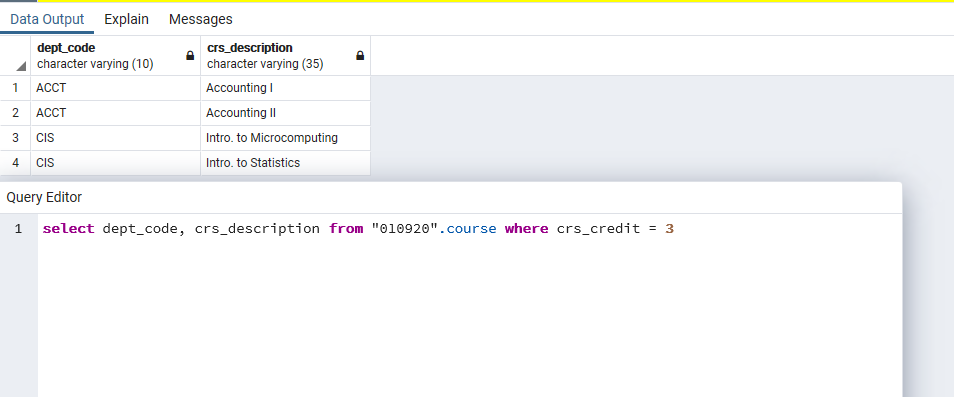 Data Output Explain Messages
dept_code crs_description
character varying (10) character varying (35)
1 ACCT Accounting I
2 ACCT Accounting II
3 CIS Intro. to Microcomputing
4 CIS Intro. to Statistics
Query Editor
1 select dept_code, crs_description from "010920".course where crs_credit = 3